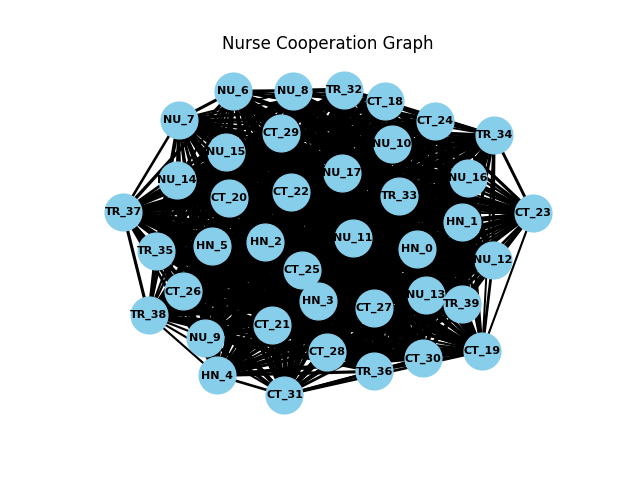 Nurse Cooperation Graph
NU_6
NU_8
TR_32
CT_18
NU_7
CT_24
CT_29
TR_34
NU_10
NU_15
NU_17
NU_14
NU_16
CT_22
TR_33
CT_20
TR_37
CT_23
HN_1
NU_11
HN_2
HN_5
HN_0
TR_35
NU_12
CT_25
CT_26
NU_13
HN_3
TR_39
CT_27
TR_38
CT_21
NU_9
CT_28
CT_19
CT_30
TR_36
HN_4
CT_31